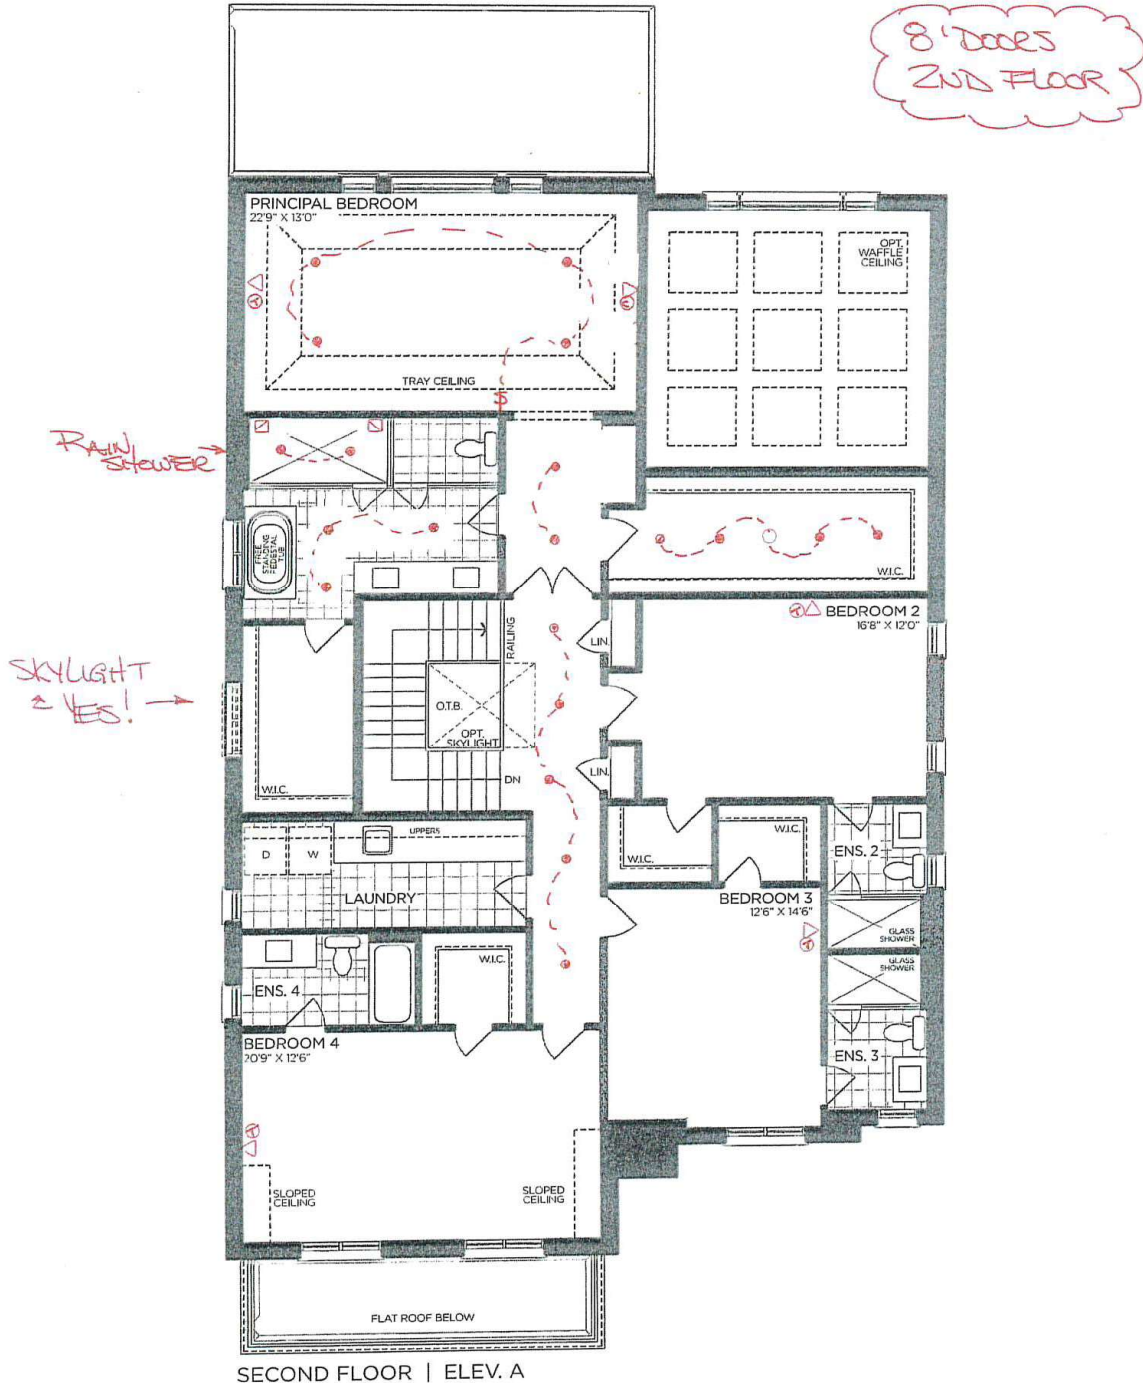 8' DOORS
2ND FLOOR
PRINCIPAL BEDROOM
22'9" X 13'0"
OPT.
WAFFLE
CEILING
TRAY CEILING
S
RAIN
SHOWER
FREE
STANDING
PEDESTAL
TUB
W.I.C.
BEDROOM 2
16'8" X 12'0"
RAILING
LIN.
SKYLIGHT
YES!
O.T.B.
OPT.
SKYLIGHT
DN
LIN.
W.I.C.
UPPERS
D
W
W.I.C.
W.I.C.
ENS. 2
LAUNDRY
BEDROOM 3
12'6" X 14'6"
GLASS
SHOWER
W.I.C.
GLASS
SHOWER
ENS. 4
BEDROOM 4
20'9" X 12'6"
ENS. 3
SLOPED
CEILING
SLOPED
CEILING
FLAT ROOF BELOW
SECOND FLOOR | ELEV. A